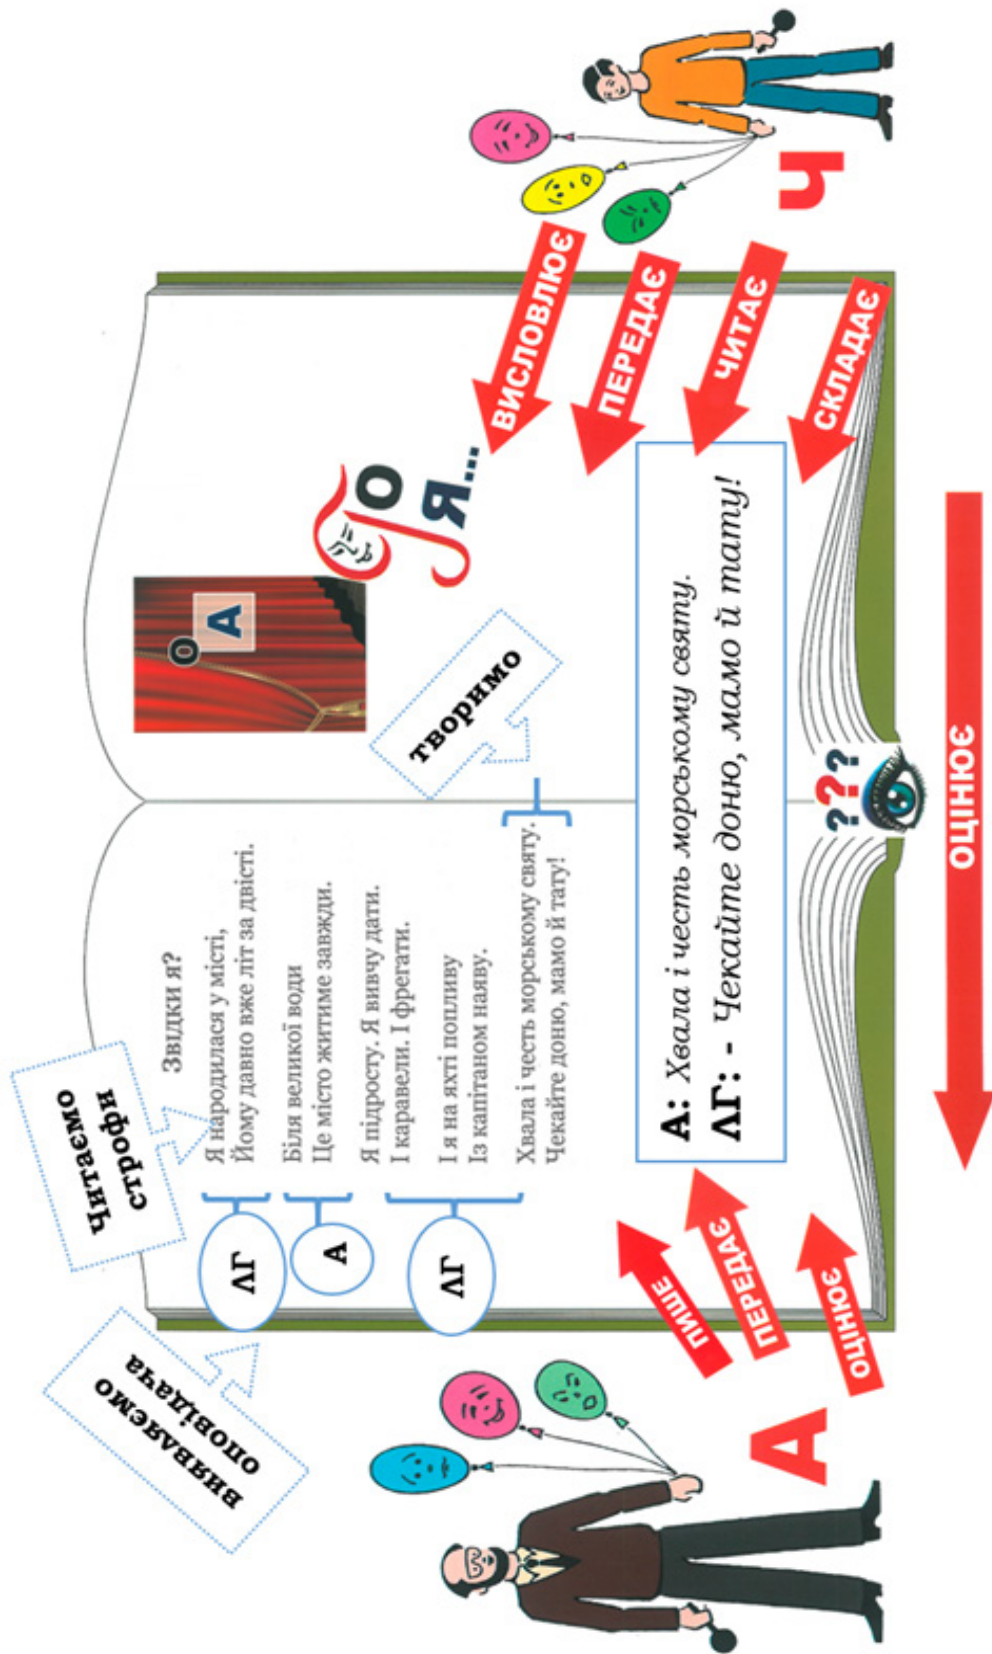 виявляємо
оповідача
Читаємо
строфи
Звідки я?
ЛГ
Я народилася у місті,
Йому давно вже літ за двісті.
А
Біля великої води
Це місто житиме завжди.
Я підросту. Я вивчу дати.
І каравели. І фрегати.
ЛГ
І я на яхті попливу
Із капітаном наяву.
Хвала і честь морському святу.
Чекайте доню, мамо й тату!
творимо
О
А
О
Я...
ВИСЛОВЛЮЄ
ПЕРЕДАЄ
ЧИТАЄ
СКЛАДАЄ
Ч
ПИШЕ
ПЕРЕДАЄ
ОЦІНЮЄ
А
А: Хвала і честь морському святу.
ЛГ: - Чекайте доню, мамо й тату!
???
ОЦІНЮЄ